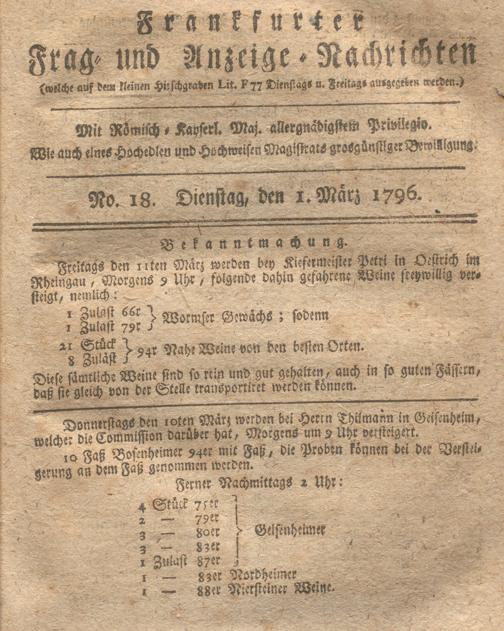 Frankfurter
Frag- und Anzeige-Nachrichten
(welche auf dem kleinen Hirschgraben Lit. F 77 Dienstags u. Freitags ausgegeben werden.)
Mit Römisch-Kayserl. Maj. allergnädigstem Privilegio.
Wie auch eines Hochedlen und Hochweisen Magistrats grosgünstiger Bewilligung.
No. 18. Dienstag, den 1. März 1796.
Bekanntmachung.
Freitags den 11ten März werden bey Kiefermeister Petri in Oestrich im
Rheingau, Morgens 9 Uhr, folgende dahin gefahrene Weine freywillig ver-
steigt, nemlich:
1 Zulast 66r
1 Zulast 79r } Wormser Gewächs; sodenn
21 Stück
8 Zuläst } 94r Nahe Weine von den besten Orten.
Diese sämtliche Weine sind so rein und gut gehalten, auch in so guten Fässern,
daß sie gleich von der Stelle transportiret werden können.
Donnerstags den 10ten März werden bei Herrn Thilmann in Geisenheim,
welcher die Commission darüber hat, Morgens um 9 Uhr versteigert.
10 Faß Bosenheimer 94er mit Faß, die Proben können bei der Verstei-
gerung an dem Faß genommen werden.
Ferner Nachmittags 2 Uhr:
4 Stück 75er
2 — 79er
3 — 80er } Geisenheimer
3 — 83er
1 Zulast 87er
1 — 83er Nordheimer
1 — 88er Niersteiner Weine.